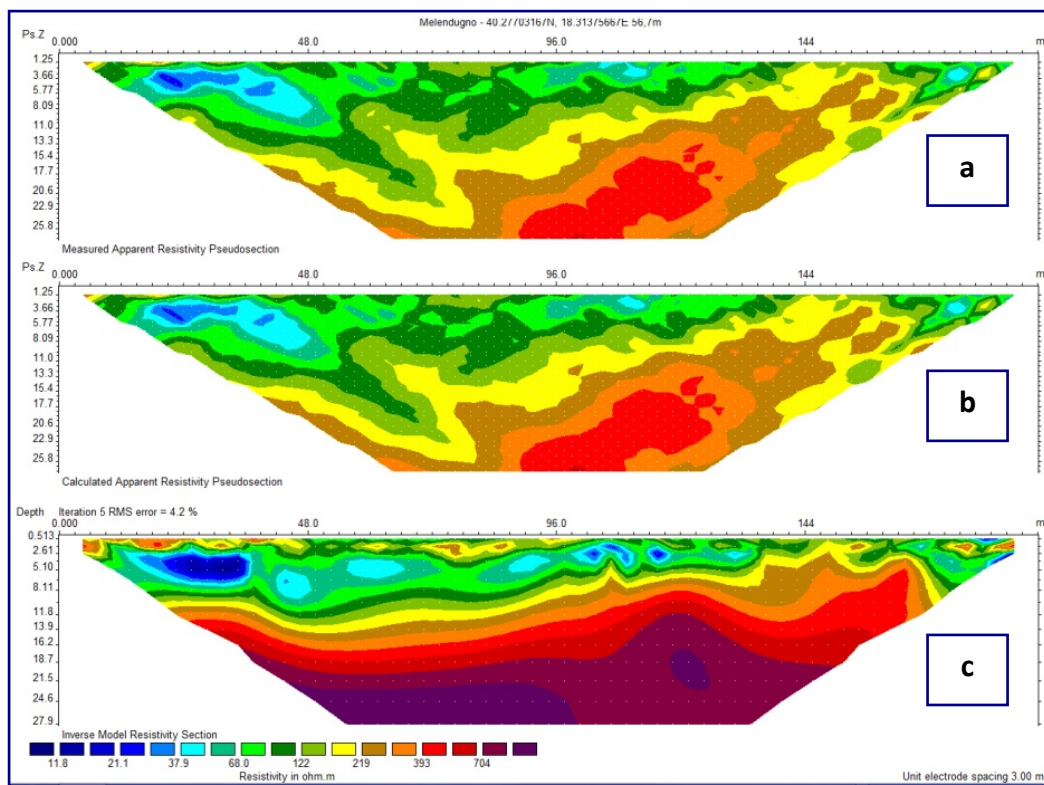 Melendugno - 40.27703167N, 18.31375667E 56,7m
Ps.Z 0.000 48.0 96.0 144 m
1.25
3.66
5.77
8.09
11.0
13.3
15.4
17.7
20.6
22.9
25.8
a
Measured Apparent Resistivity Pseudosection
Ps.Z 0.000 48.0 96.0 144 m
1.25
3.66
5.77
8.09
11.0
13.3
15.4
17.7
20.6
22.9
25.8
b
Calculated Apparent Resistivity Pseudosection
Depth Iteration 5 RMS error = 4.2 %
0.000 48.0 96.0 144 m
0.513
2.61
5.10
8.11
11.8
13.9
16.2
18.7
21.5
24.6
27.9
c
Inverse Model Resistivity Section
11.8 21.1 37.9 68.0 122 219 393 704
Resistivity in ohm.m
Unit electrode spacing 3.00 m